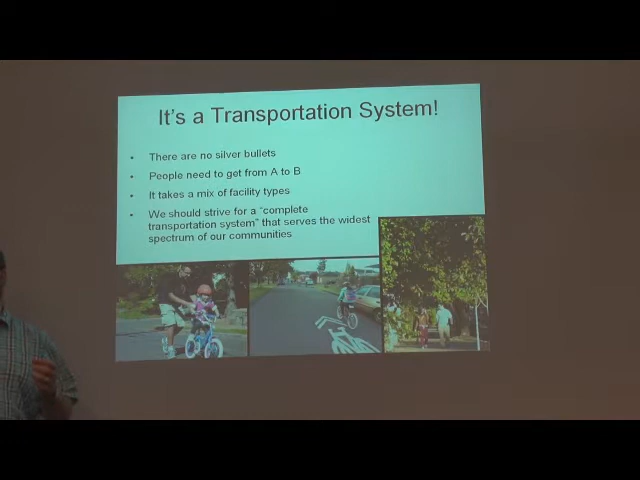 It's a Transportation System!
• There are no silver bullets
• People need to get from A to B
• It takes a mix of facility types
• We should strive for a "complete
transportation system" that serves the widest
spectrum of our communities